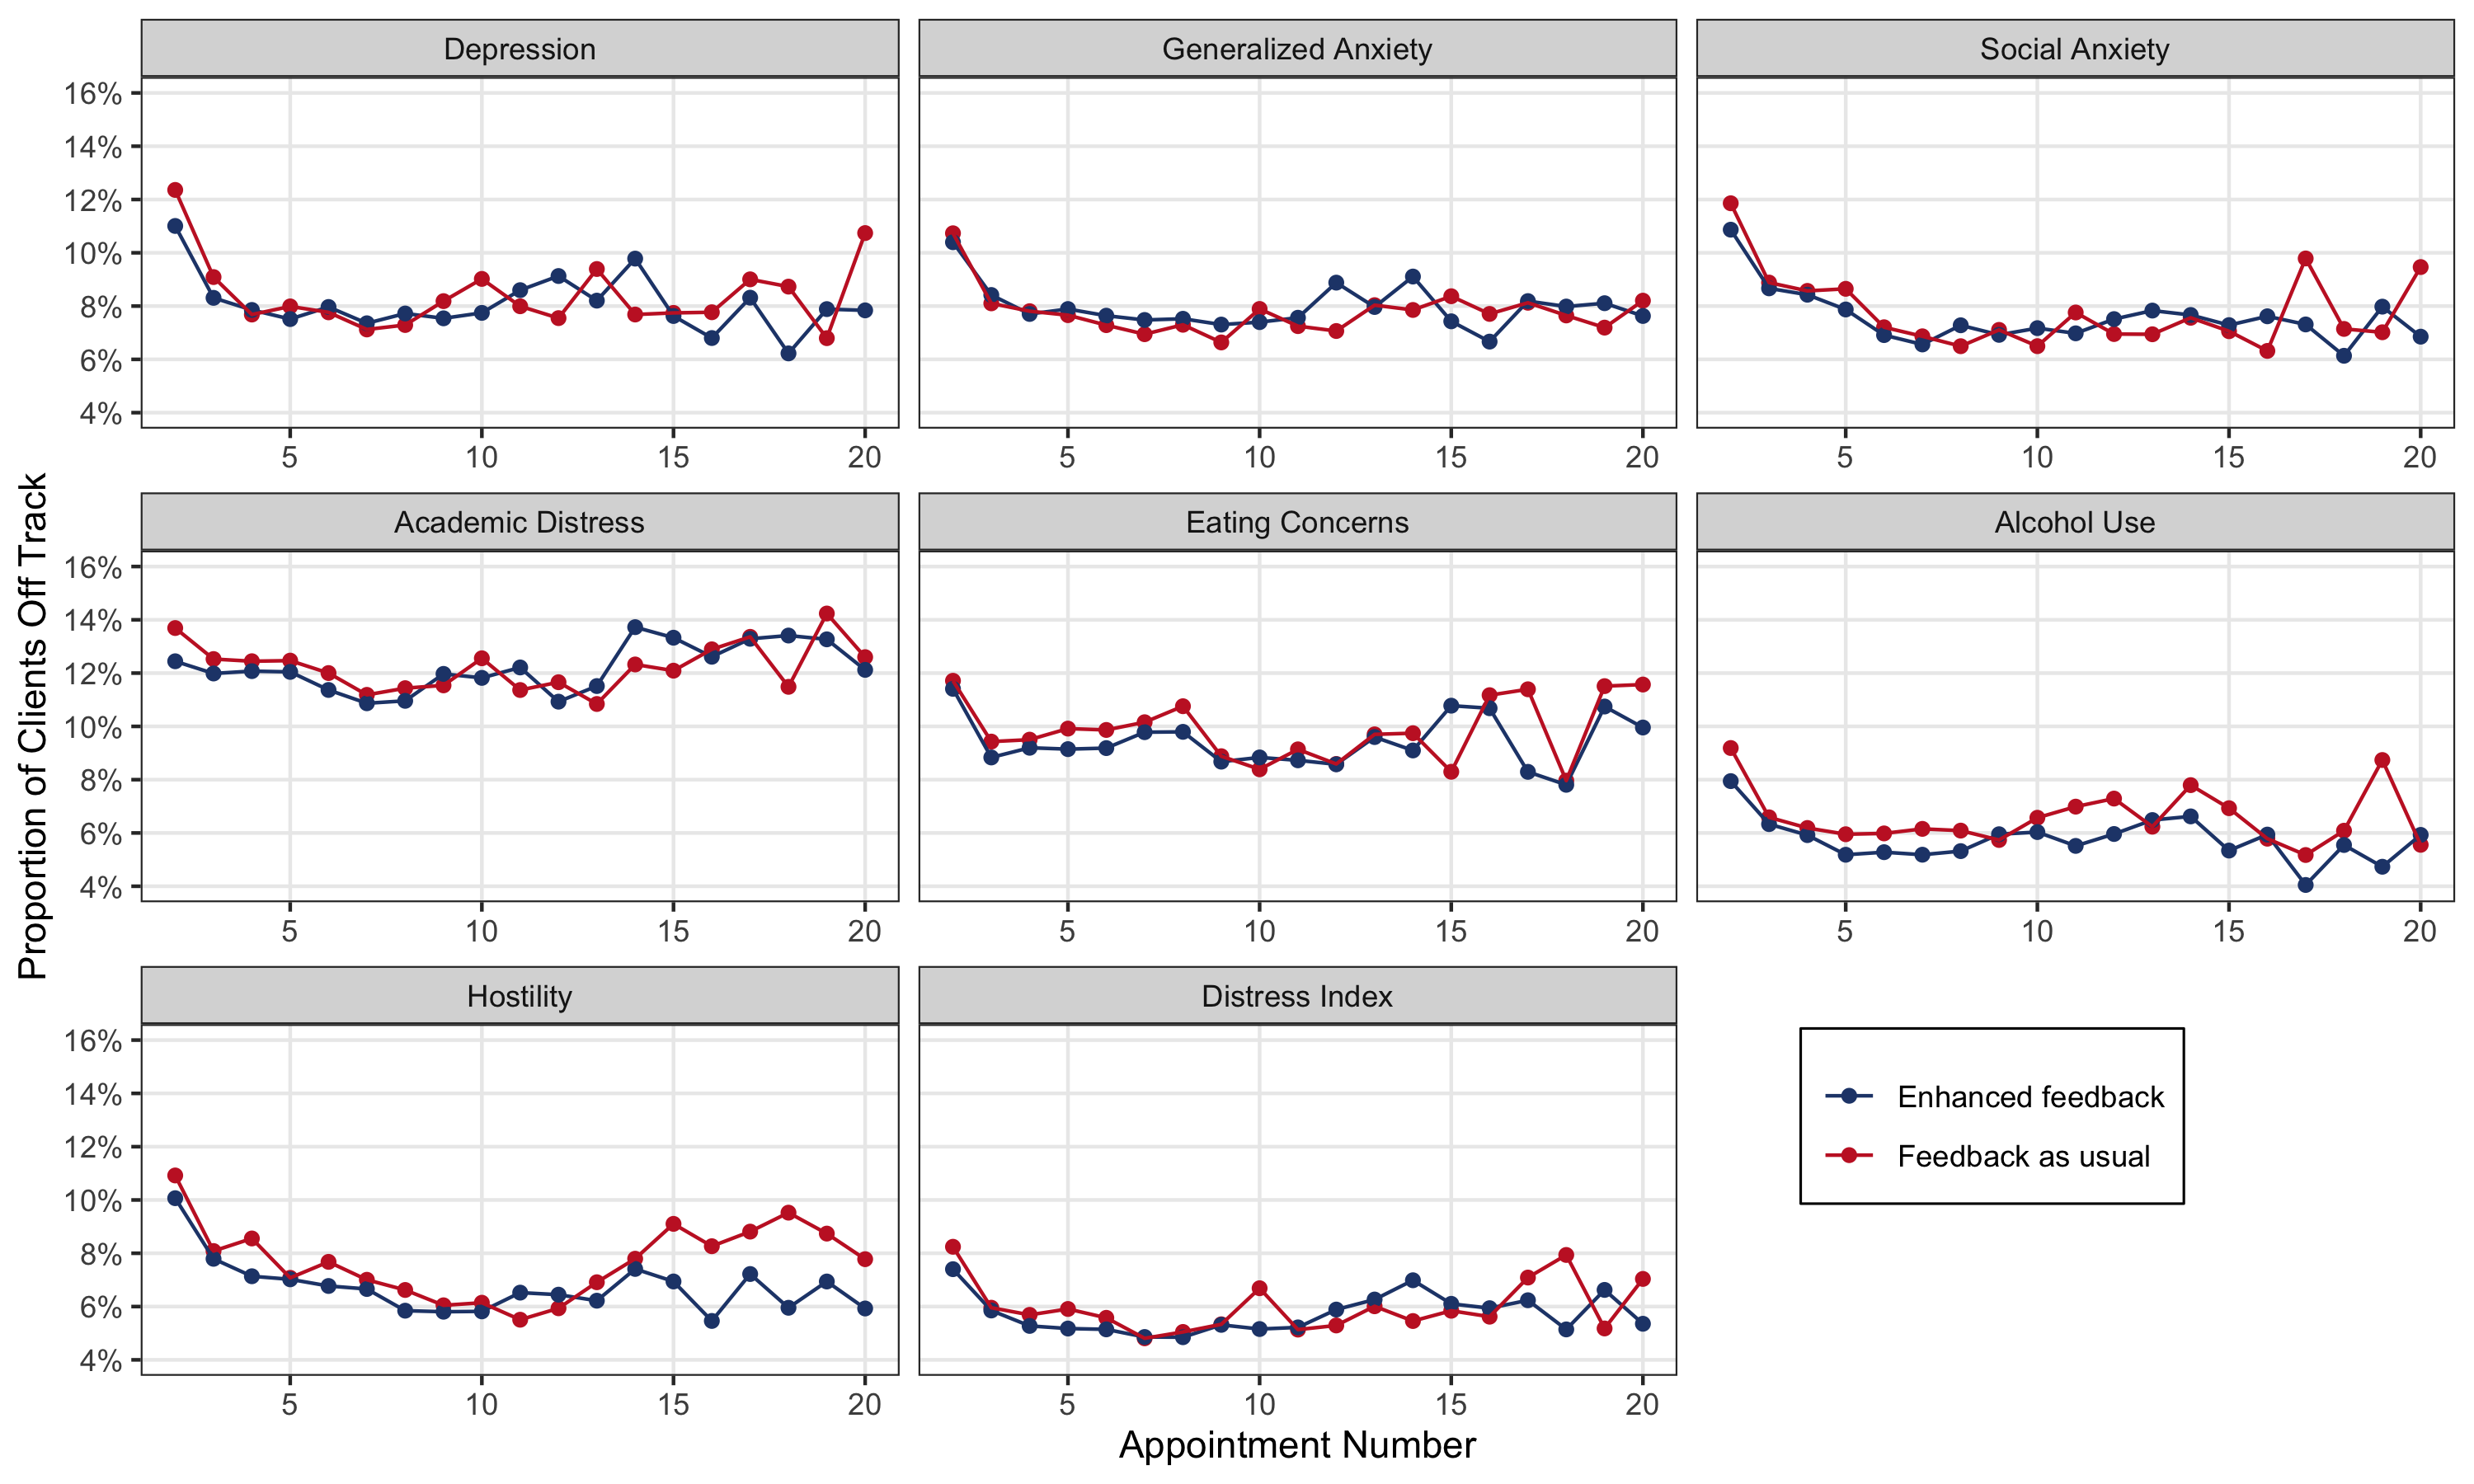 Depression
Generalized Anxiety
Social Anxiety
16%
14%
12%
10%
8%
6%
4%
5 10 15 20
5 10 15 20
5 10 15 20
Academic Distress
Eating Concerns
Alcohol Use
16%
14%
12%
10%
8%
6%
4%
5 10 15 20
5 10 15 20
5 10 15 20
Hostility
Distress Index
16%
14%
12%
10%
8%
6%
4%
5 10 15 20
5 10 15 20
Enhanced feedback
Feedback as usual
Appointment Number
Proportion of Clients Off Track